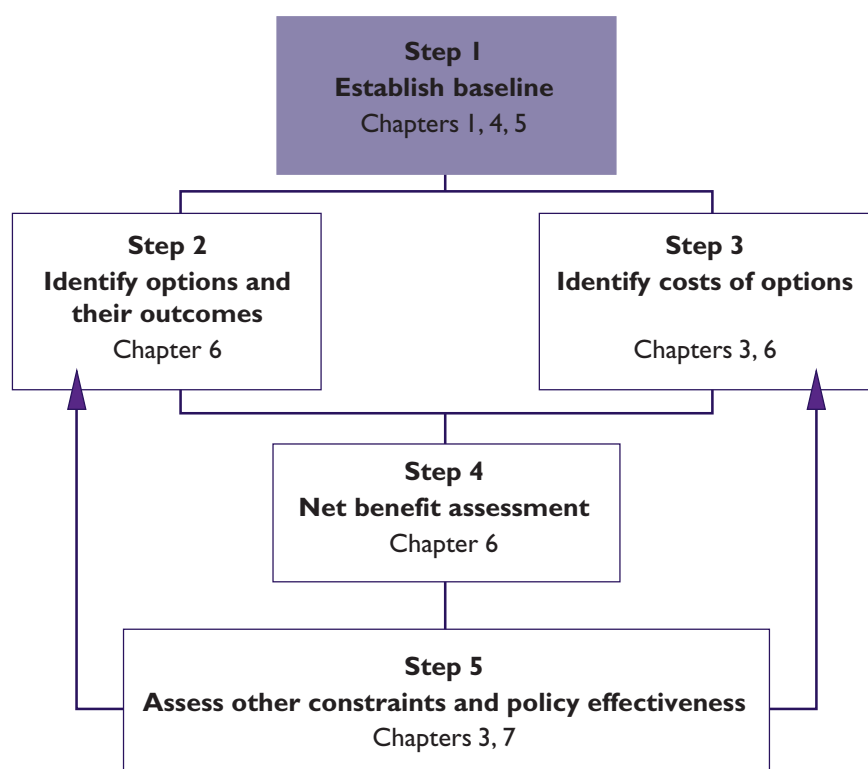 Step 1
Establish baseline
Chapters 1, 4, 5
Step 2
Identify options and
their outcomes
Chapter 6
Step 3
Identify costs of options
Chapters 3, 6
Step 4
Net benefit assessment
Chapter 6
Step 5
Assess other constraints and policy effectiveness
Chapters 3, 7